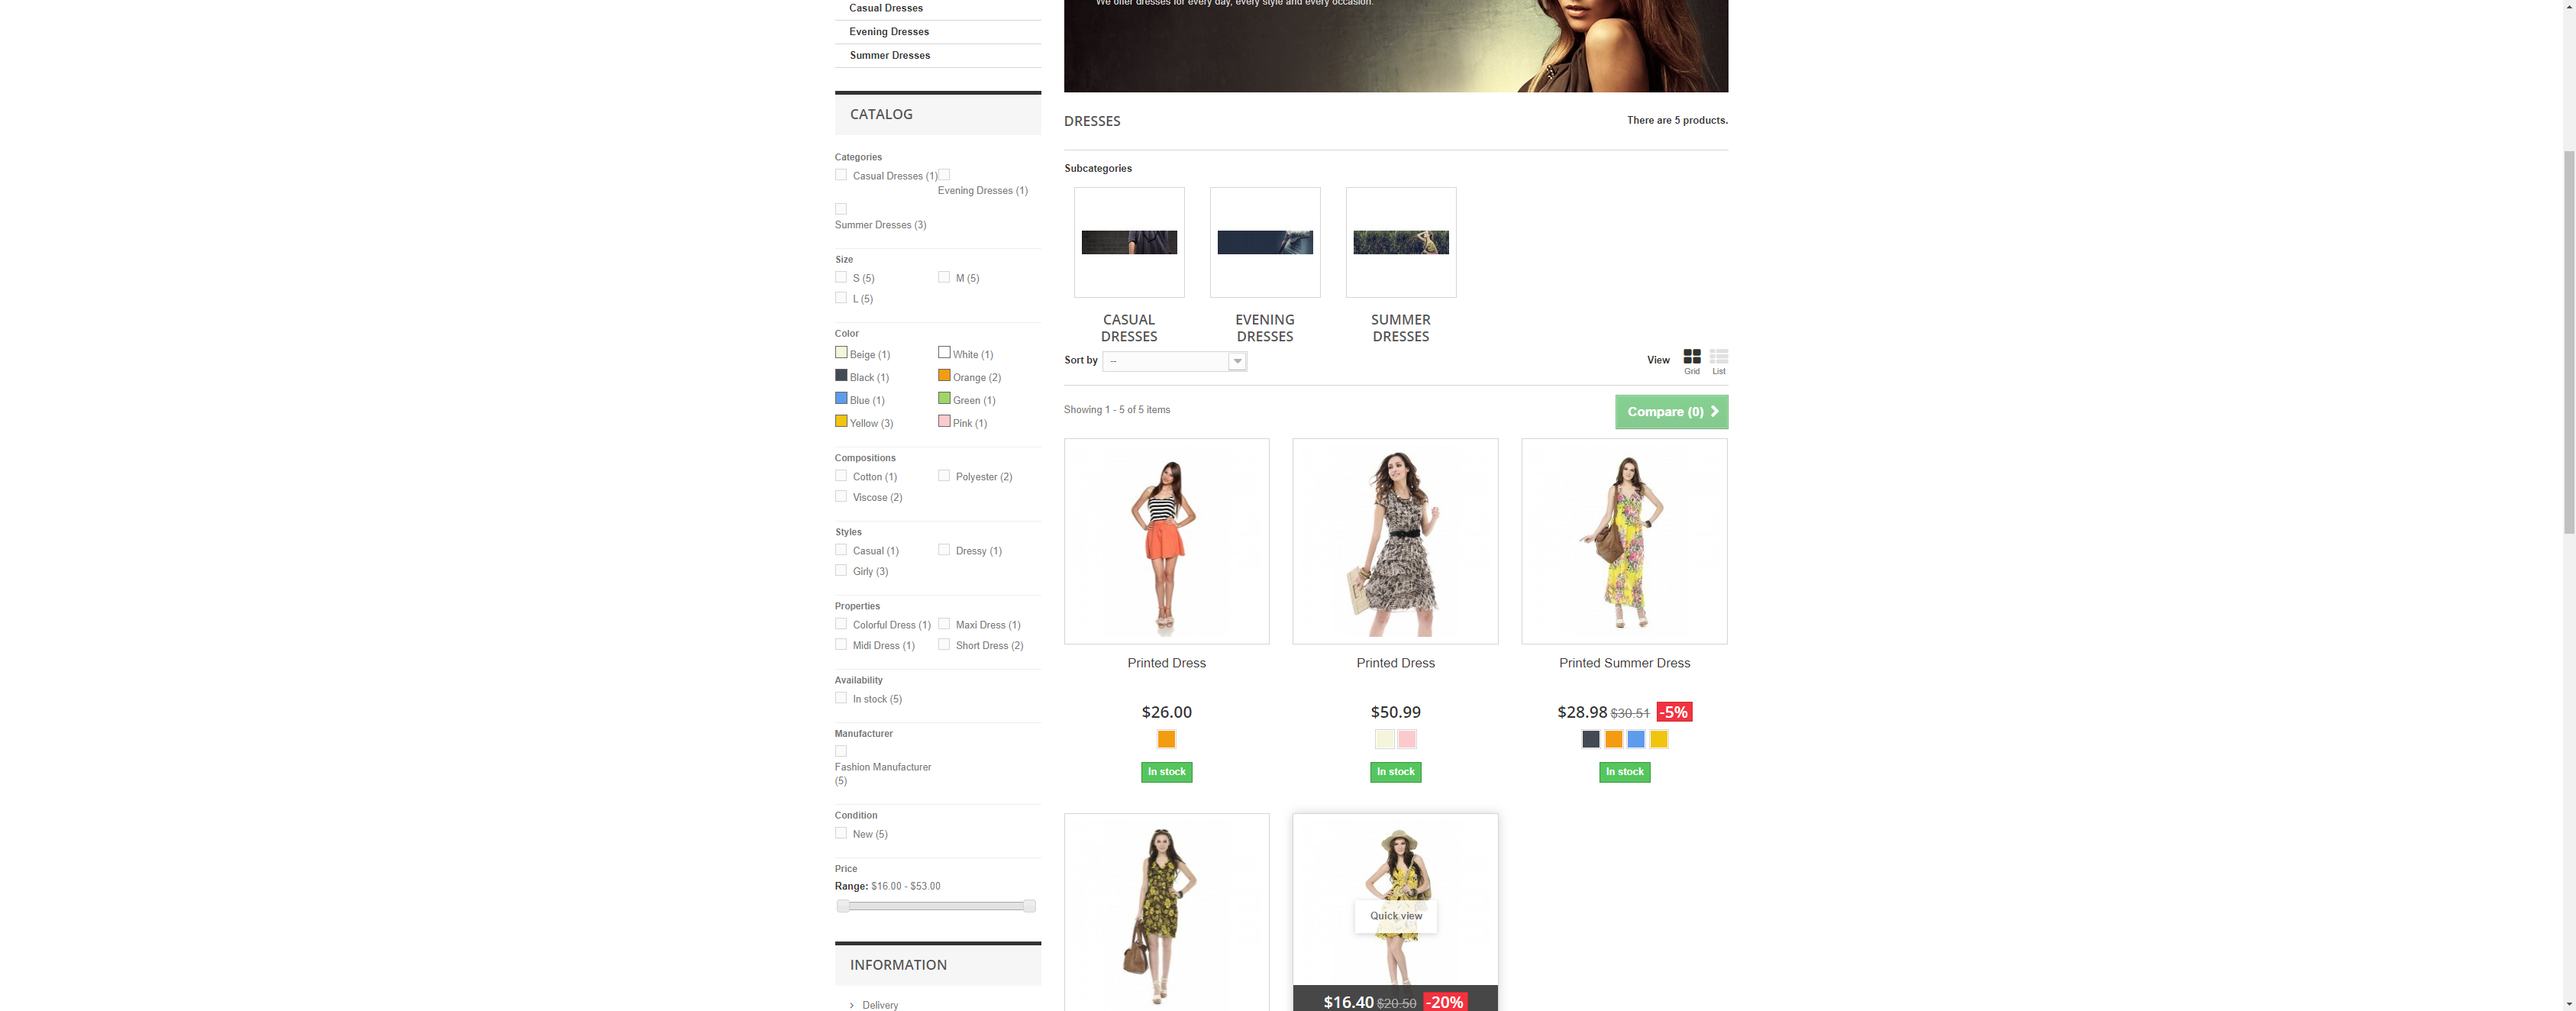 Casual Dresses
Evening Dresses
Summer Dresses
CATALOG
Categories
Casual Dresses (1)
Evening Dresses (1)
Summer Dresses (3)
Size
S (5)
M (5)
L (5)
Color
Beige (1)
White (1)
Black (1)
Orange (2)
Blue (1)
Green (1)
Yellow (3)
Pink (1)
Compositions
Cotton (1)
Polyester (2)
Viscose (2)
Styles
Casual (1)
Dressy (1)
Girly (3)
Properties
Colorful Dress (1)
Maxi Dress (1)
Midi Dress (1)
Short Dress (2)
Availability
In stock (5)
Manufacturer
Fashion Manufacturer
(5)
Condition
New (5)
Price
Range: $16.00 - $53.00
INFORMATION
Delivery
We offer dresses for every day, every style and every occasion.
DRESSES
There are 5 products.
Subcategories
CASUAL
DRESSES
EVENING
DRESSES
SUMMER
DRESSES
Sort by --
View
Grid
List
Showing 1 - 5 of 5 items
Compare (0)
Printed Dress
$26.00
In stock
Printed Dress
$50.99
In stock
Printed Summer Dress
$28.98 $30.51 -5%
In stock
Quick view
$16.40 $20.50 -20%